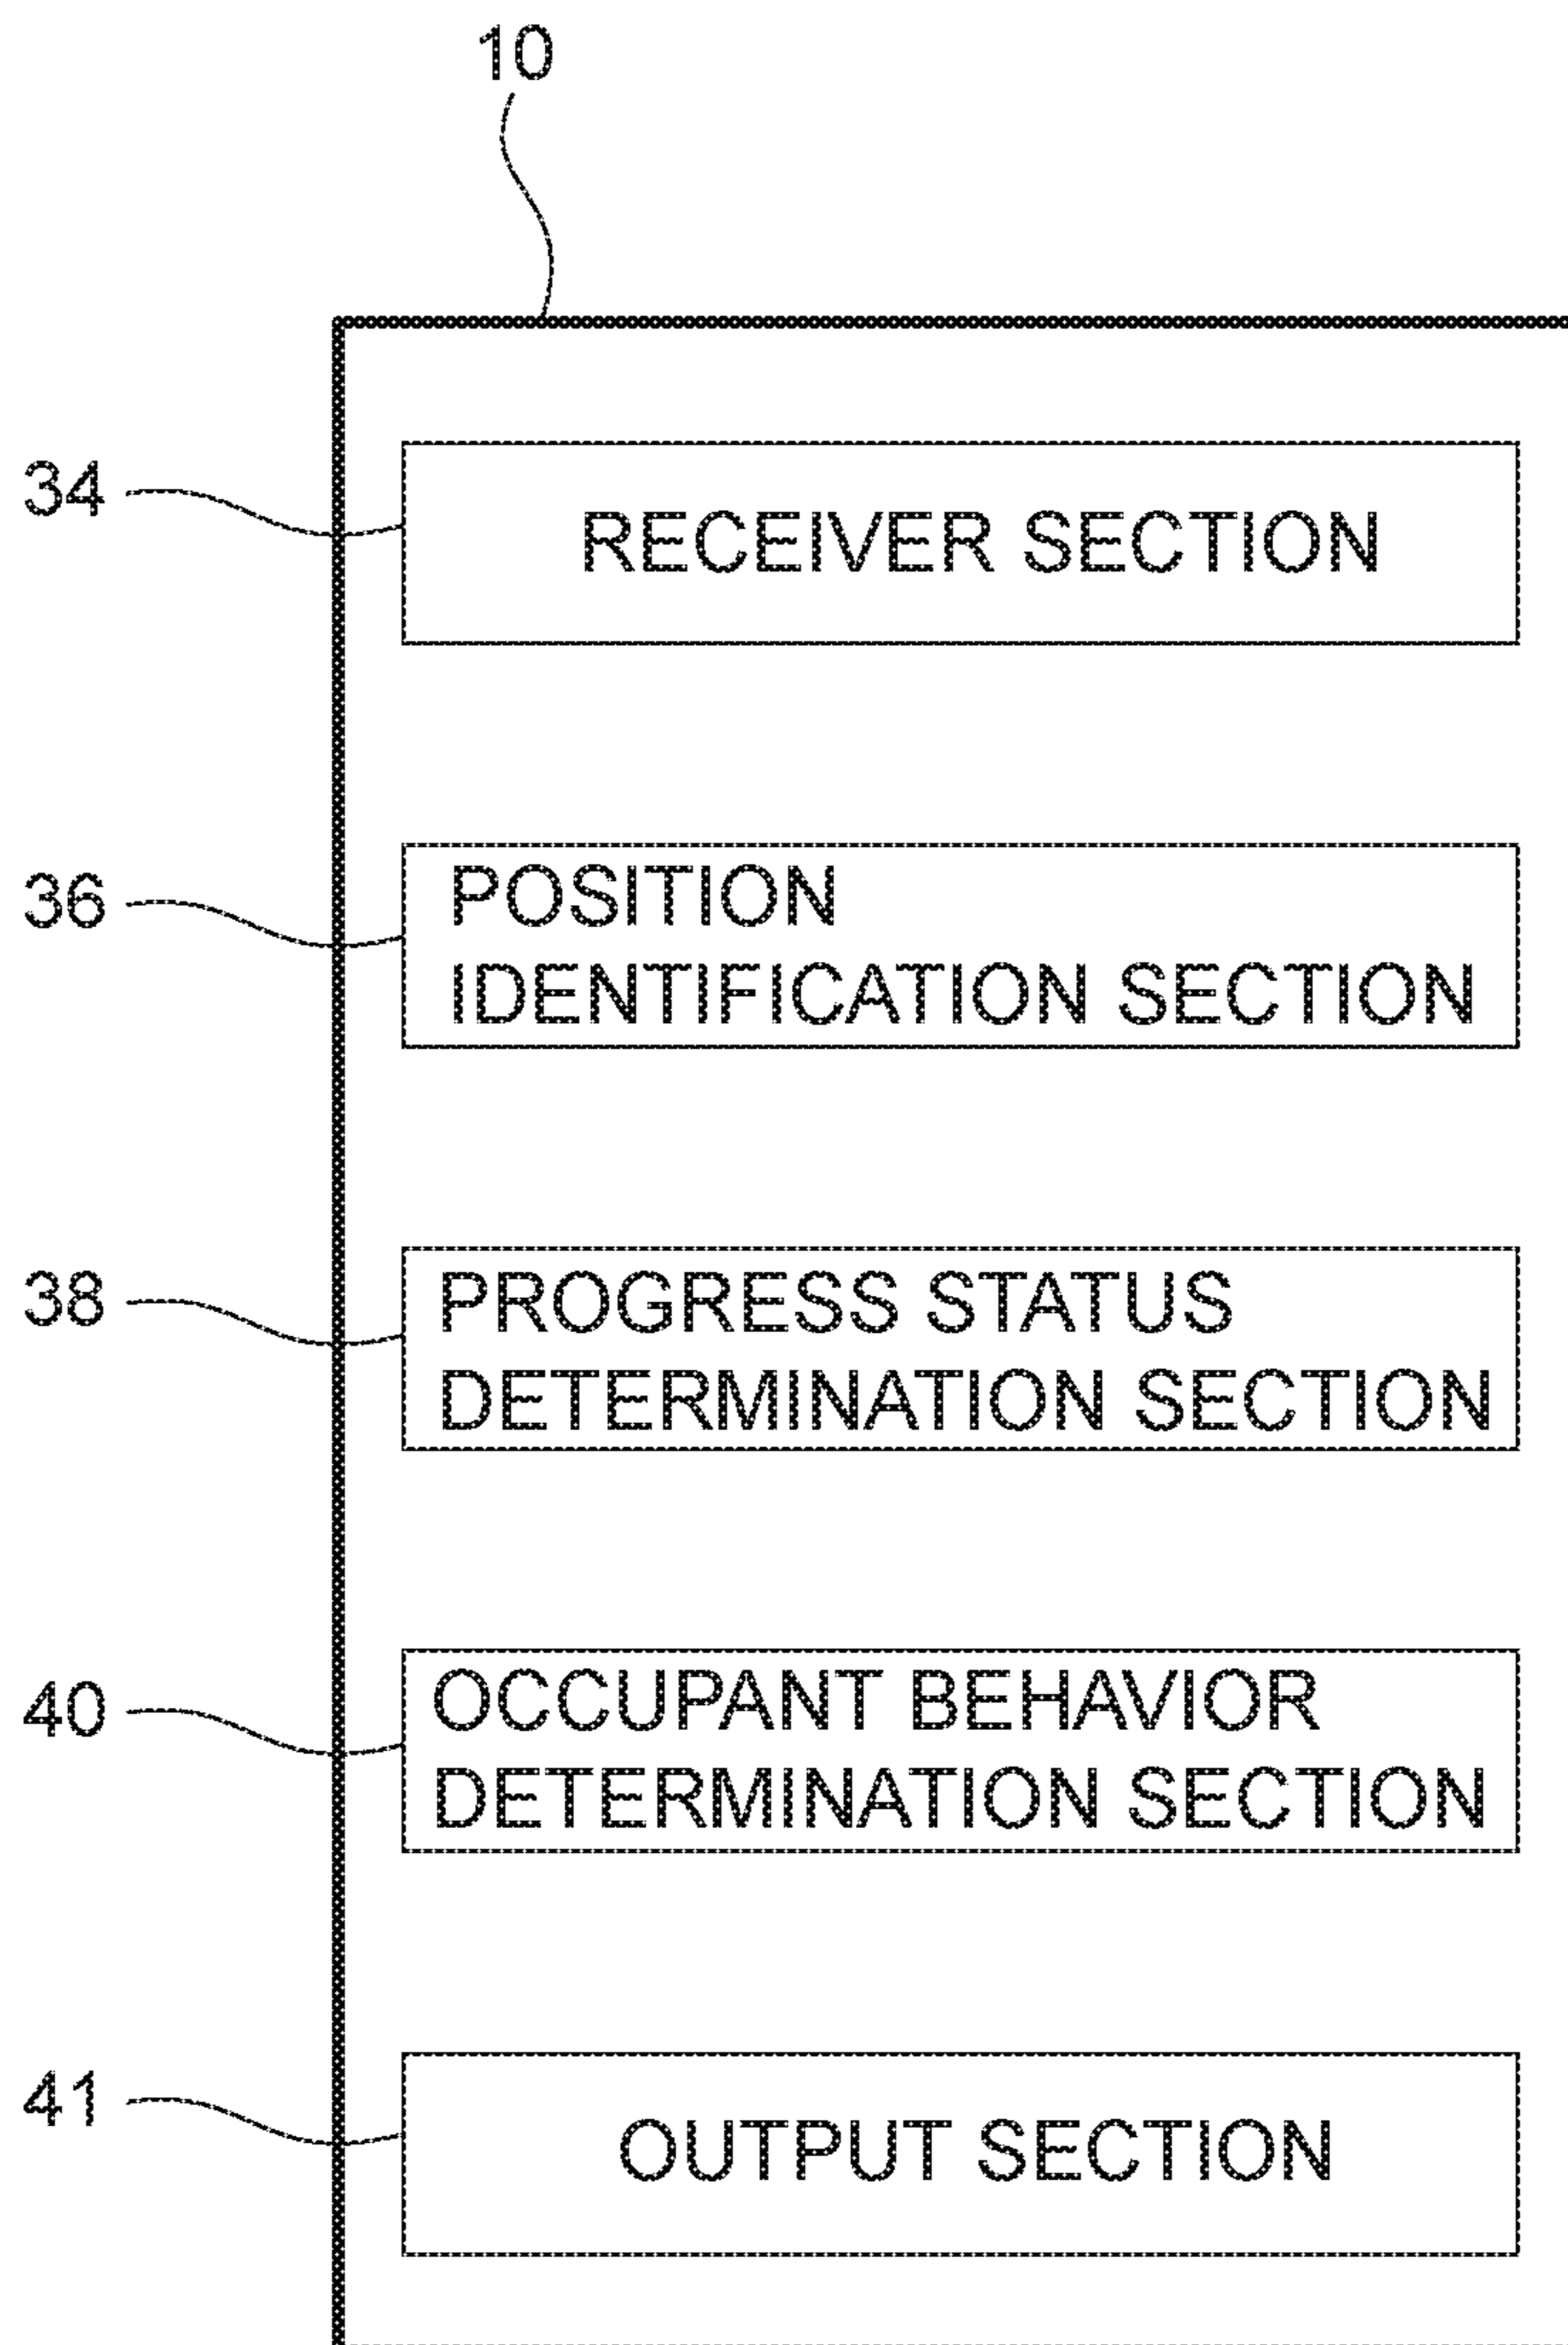 10
34
RECEIVER SECTION
36
POSITION
IDENTIFICATION SECTION
38
PROGRESS STATUS
DETERMINATION SECTION
40
OCCUPANT BEHAVIOR
DETERMINATION SECTION
41
OUTPUT SECTION